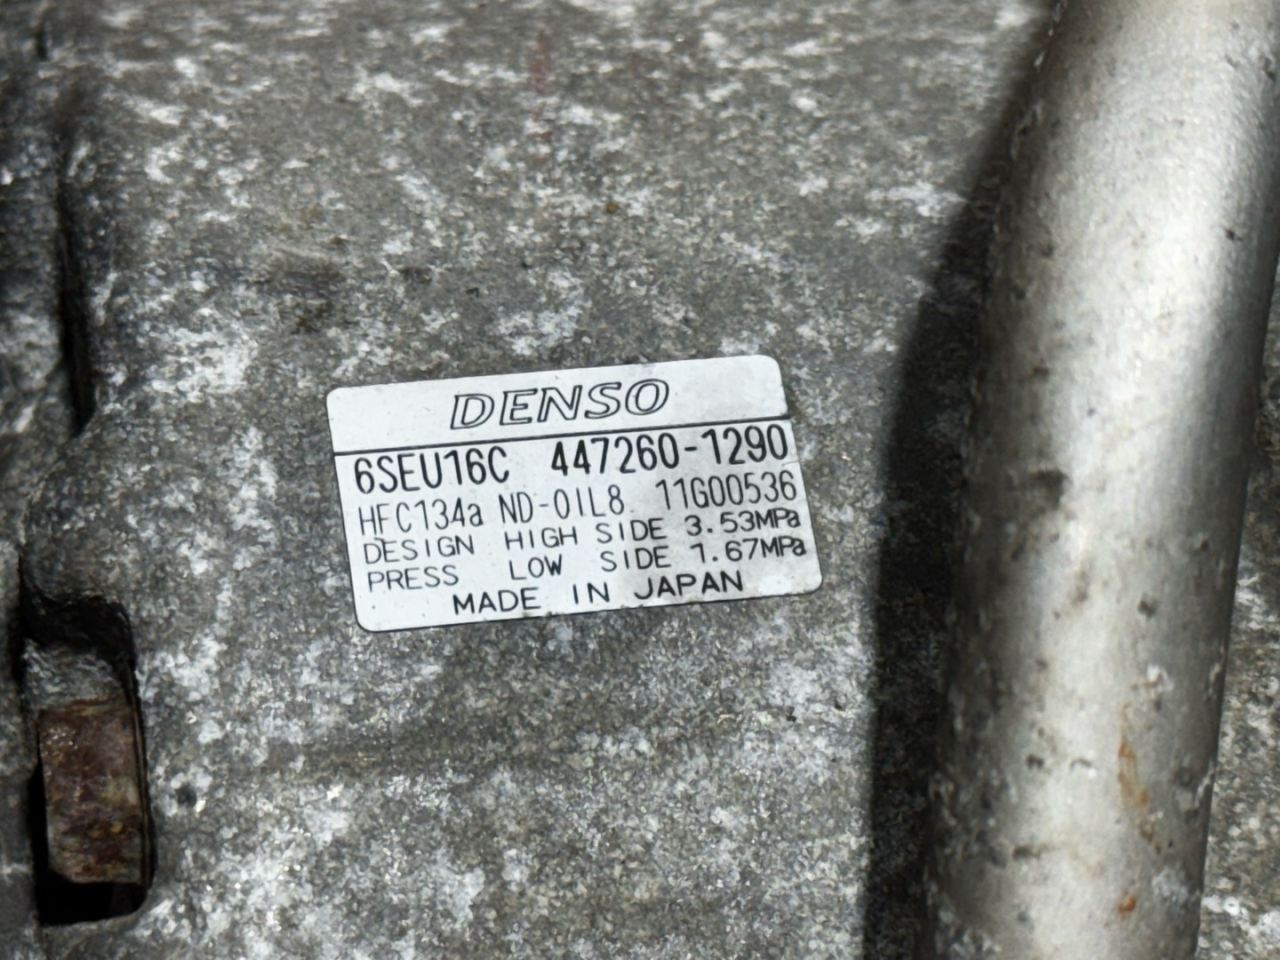 DENSO
6SEU16C 447260-1290
HFC134a ND-OIL8 11G00536
DESIGN HIGH SIDE 3.53MPa
PRESS LOW SIDE 1.67MPa
MADE IN JAPAN